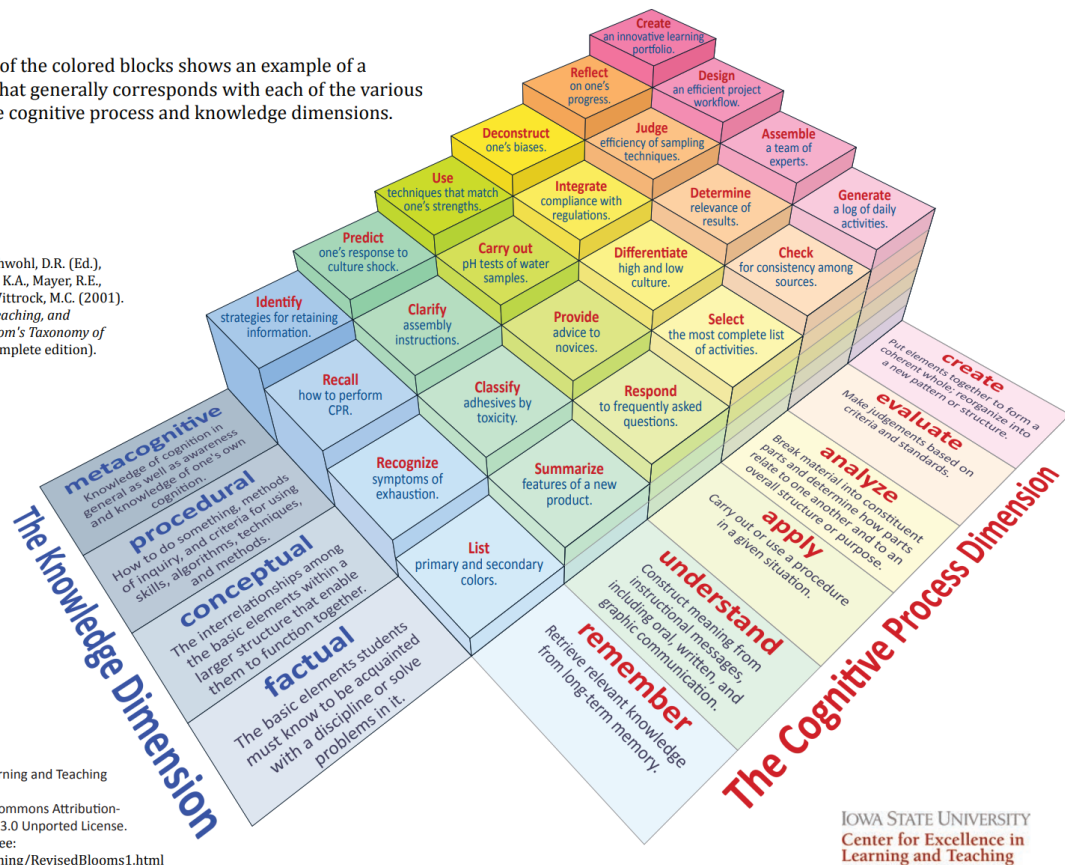 of the colored blocks shows an example of a
hat generally corresponds with each of the various
e cognitive process and knowledge dimensions.
nwohl, D.R. (Ed.),
K.A., Mayer, R.E.,
ittrock, M.C. (2001).
eaching, and
om's Taxonomy of
mplete edition).
Create
an innovative learning
portfolio.
Reflect
on one's
progress.
Design
an efficient project
workflow.
Deconstruct
one's biases.
Judge
efficiency of sampling
techniques.
Assemble
a team of
experts.
Use
techniques that match
one's strengths.
Integrate
compliance with
regulations.
Determine
relevance of
results.
Generate
a log of daily
activities.
Predict
one's response to
culture shock.
Carry out
pH tests of water
samples.
Differentiate
high and low
culture.
Check
for consistency among
sources.
Identify
strategies for retaining
information.
Clarify
assembly
instructions.
Provide
advice to
novices.
Select
the most complete list
of activities.
Recall
how to perform
CPR.
Classify
adhesives by
toxicity.
Respond
to frequently asked
questions.
Recognize
symptoms of
exhaustion.
Summarize
features of a new
product.
List
primary and secondary
colors.
The Knowledge Dimension
metacognitive
Knowledge of cognition in
general as well as awareness
and knowledge of one's own
cognition.
procedural
How to do something, methods
of inquiry, and criteria for using
skills, algorithms, techniques,
and methods.
conceptual
The interrelationships among
the basic elements within a
larger structure that enable
them to function together.
factual
The basic elements students
must know to be acquainted
with a discipline or solve
problems in it.
The Cognitive Process Dimension
remember
Retrieve relevant knowledge
from long-term memory.
understand
Construct meaning from
instructional messages,
including oral, written, and
graphic communication.
apply
Carry out or use a procedure
in a given situation.
analyze
Break material into constituent
parts and determine how parts
relate to one another and to an
overall structure or purpose.
evaluate
Make judgements based on
criteria and standards.
create
Put elements together to form a
coherent whole; reorganize into
a new pattern or structure.
rning and Teaching
ommons Attribution-
3.0 Unported License.
ee:
ning/RevisedBlooms1.html
IOWA STATE UNIVERSITY
Center for Excellence in
Learning and Teaching